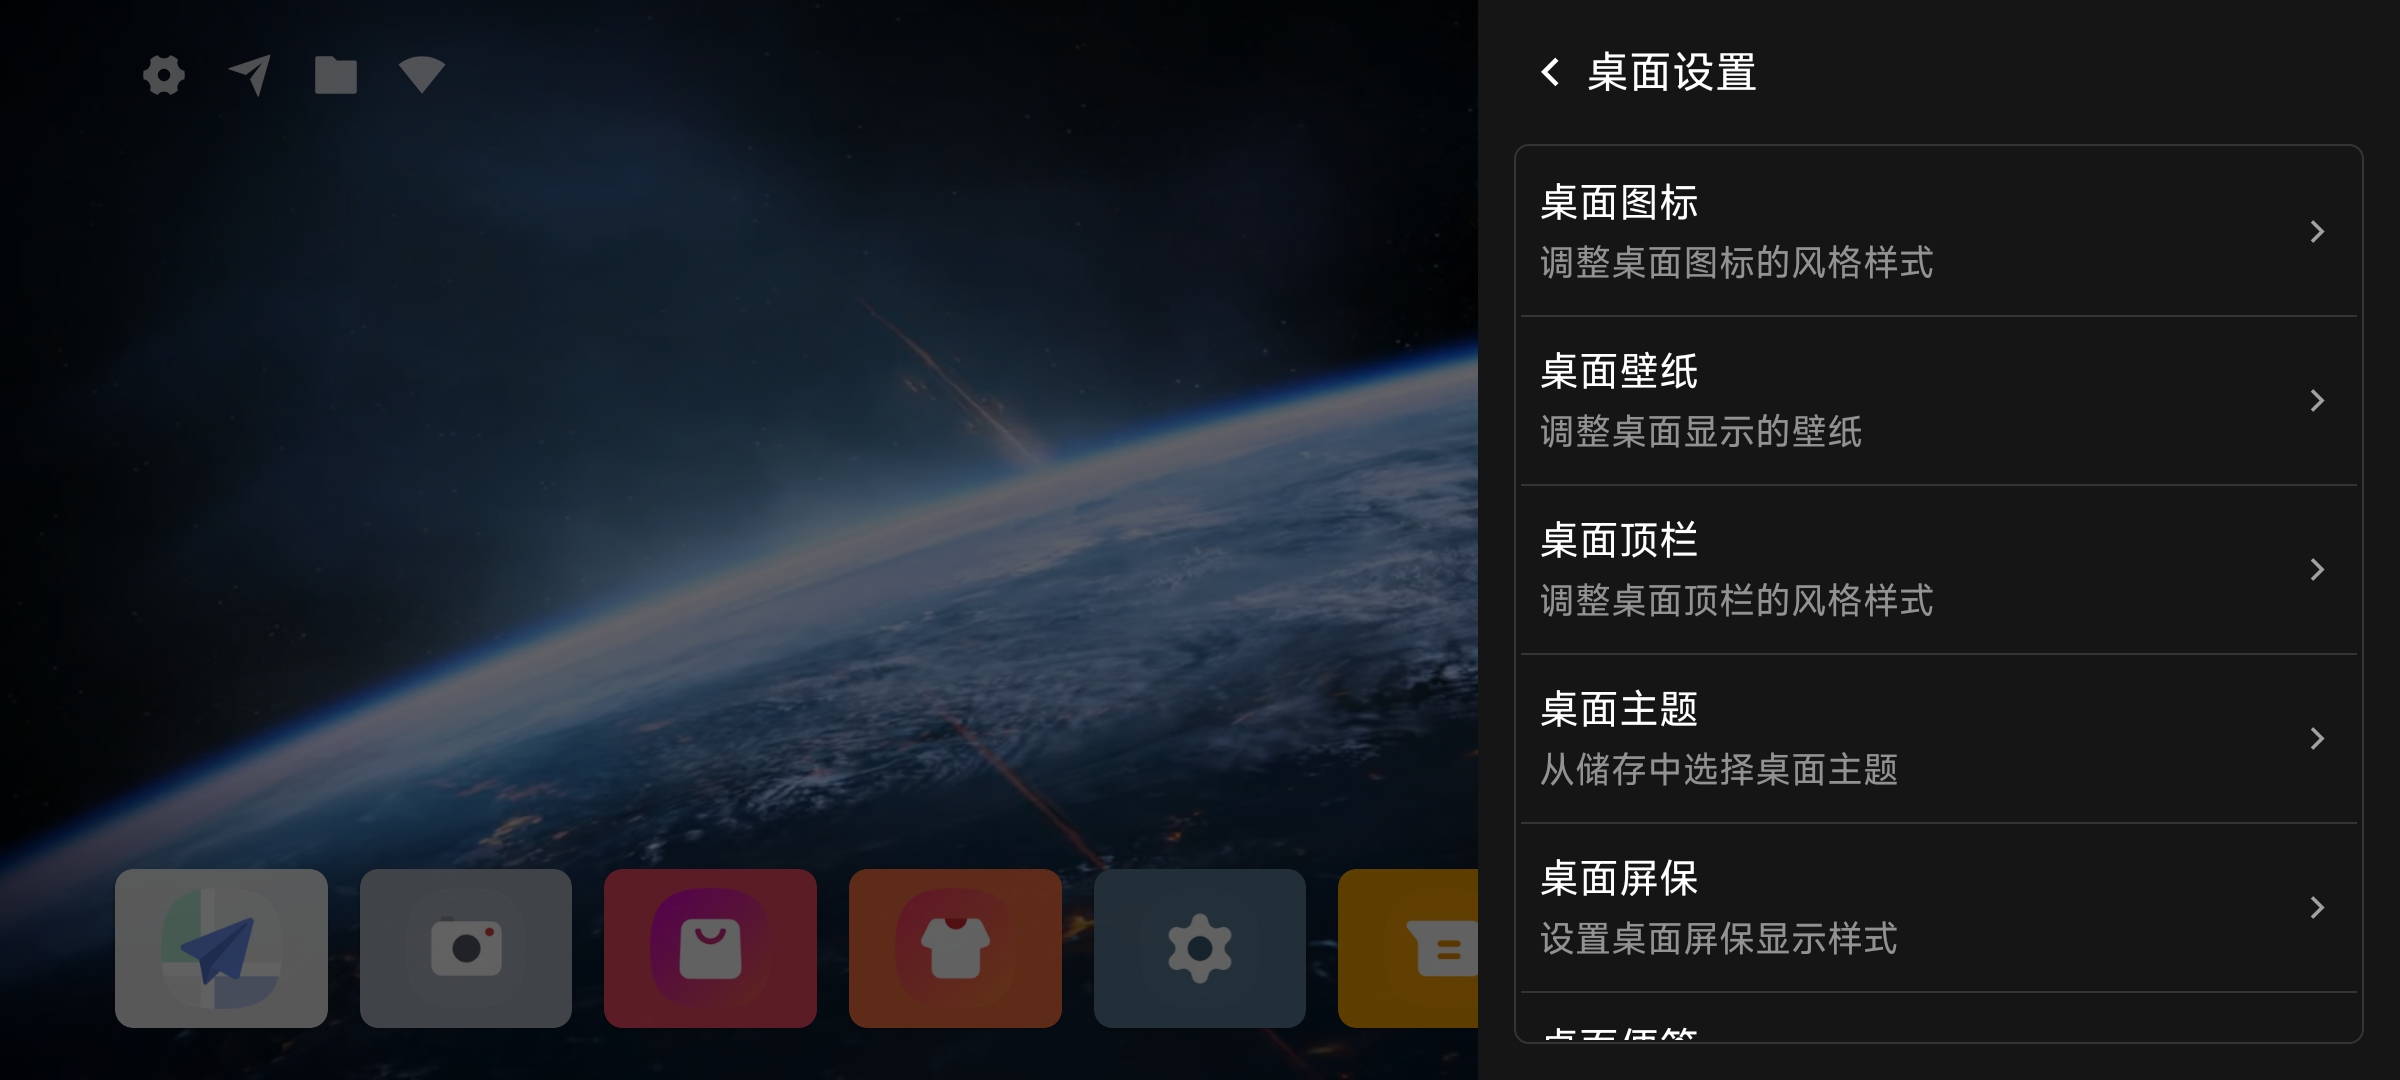 桌面设置
桌面图标
调整桌面图标的风格样式
桌面壁纸
调整桌面显示的壁纸
桌面顶栏
调整桌面顶栏的风格样式
桌面主题
从储存中选择桌面主题
桌面屏保
设置桌面屏保显示样式